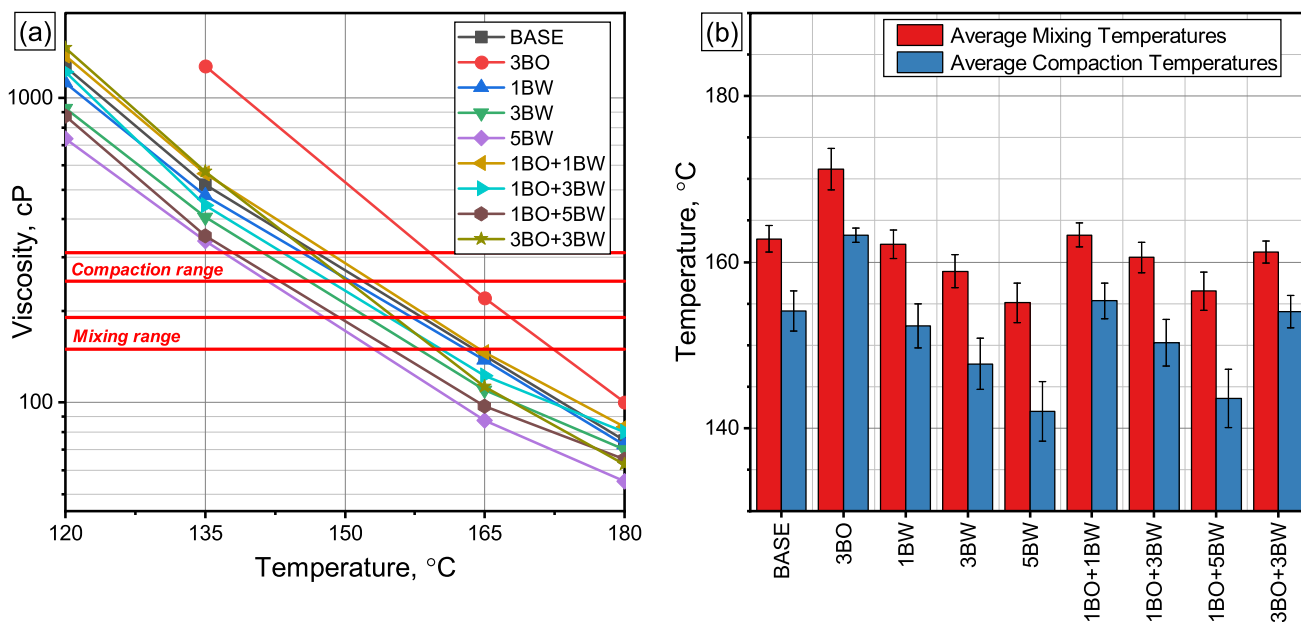 (a)
BASE
3BO
1BW
3BW
5BW
1BO+1BW
1BO+3BW
1BO+5BW
3BO+3BW
1000
100
Viscosity, cP
Compaction range
Mixing range
120 135 150 165 180
Temperature, °C
(b)
Average Mixing Temperatures
Average Compaction Temperatures
180
160
140
Temperature, °C
BASE
3BO
1BW
3BW
5BW
1BO+1BW
1BO+3BW
1BO+5BW
3BO+3BW